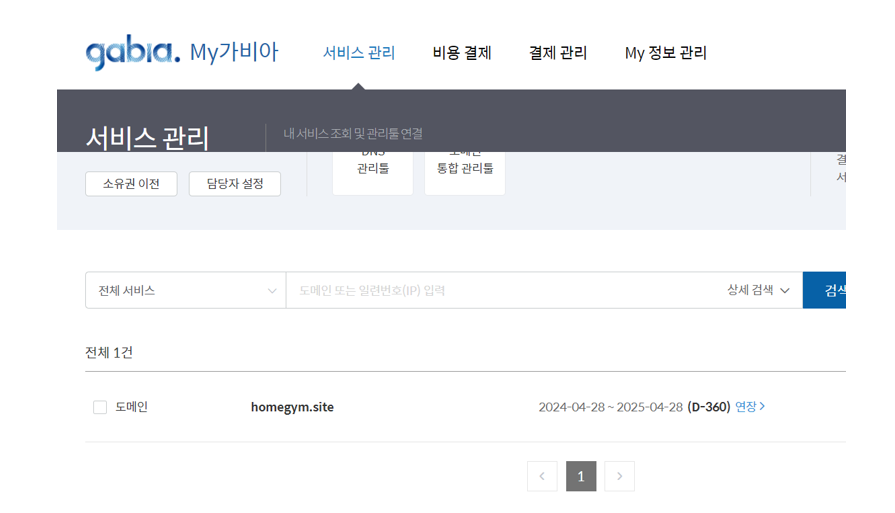 gabia. My가비아 서비스 관리 비용 결제 결제 관리 My 정보 관리
서비스 관리 내 서비스 조회 및 관리툴 연결
DNS 도메인
관리툴 통합 관리툴
소유권 이전 담당자 설정
전체 서비스 도메인 또는 일련번호(IP) 입력 상세 검색 검색
전체 1건
도메인 homegym.site 2024-04-28 ~ 2025-04-28 (D-360) 연장
1